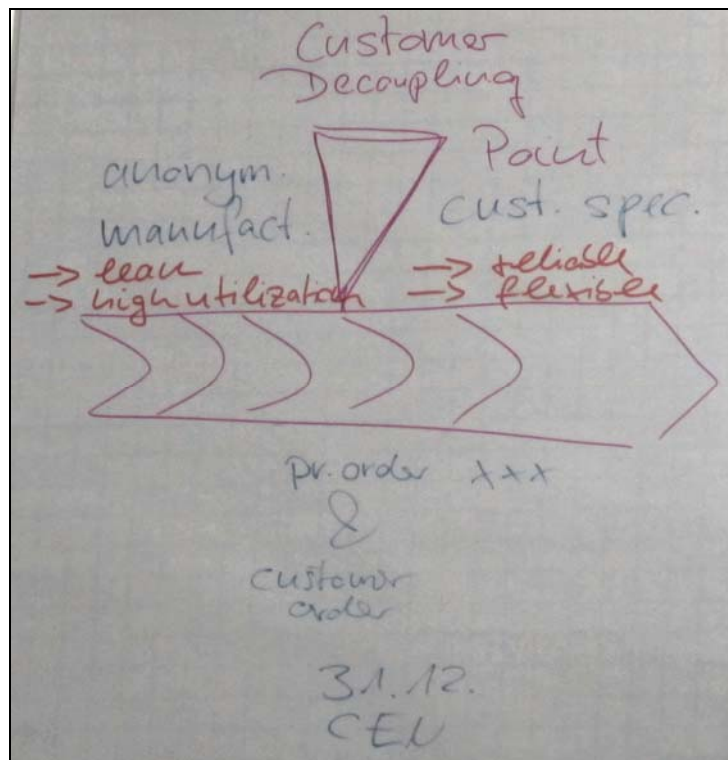 Customer
Decoupling
Point
anonym.
manufact.
cust. spec.
→ lean
→ high utilization
→ reliable
→ flexible
pr. order xxx
&
customer
order
31.12.
CEN